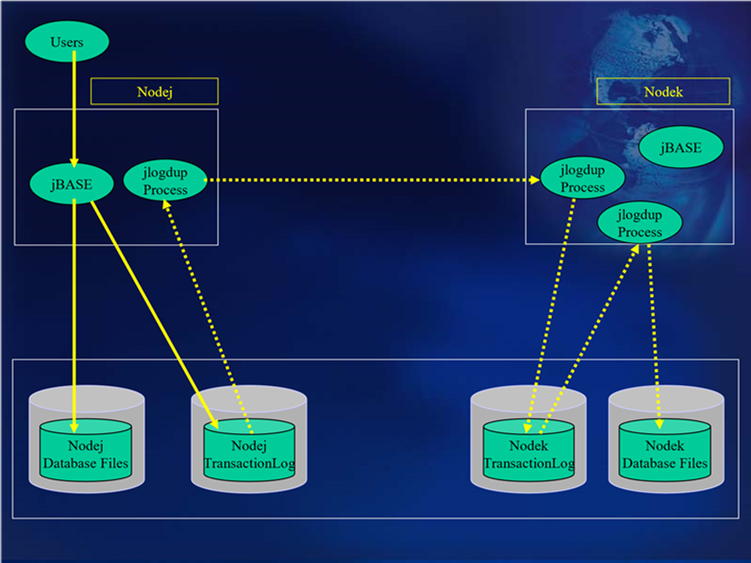 Users
Nodej
Nodek
jBASE
jlogdup
Process
jlogdup
Process
jBASE
jlogdup
Process
Nodej
Database Files
Nodej
TransactionLog
Nodek
TransactionLog
Nodek
Database Files